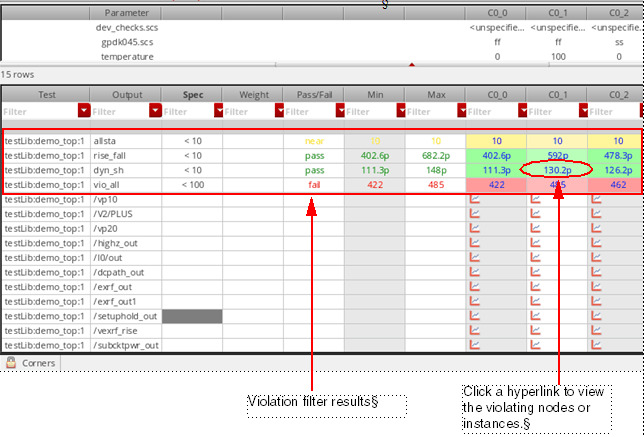 §
Parameter C0_0 C0_1 C0_2
dev_checks.scs <unspecifie... <unspecifie... <unspecifie...
gpdk045.scs ff ff ss
temperature 0 100 0
15 rows
Test Output Spec Weight Pass/Fail Min Max C0_0 C0_1 C0_2
Filter Filter Filter Filter Filter Filter Filter Filter Filter Filter
testLib:demo_top:1 allsta < 10 near 10 10 10 10 10
testLib:demo_top:1 rise_fall < 10 pass 402.6p 682.2p 402.6p 592p 478.3p
testLib:demo_top:1 dyn_sh < 10 pass 111.3p 148p 111.3p 130.2p 126.2p
testLib:demo_top:1 vio_all < 100 fail 422 485 422 485 462
testLib:demo_top:1 /vp10
testLib:demo_top:1 /V2/PLUS
testLib:demo_top:1 /vp20
testLib:demo_top:1 /highz_out
testLib:demo_top:1 /I0/out
testLib:demo_top:1 /dcpath_out
testLib:demo_top:1 /exrf_out
testLib:demo_top:1 /exrf_out1
testLib:demo_top:1 /setuphold_out
testLib:demo_top:1 /vexrf_rise
testLib:demo_top:1 /subcktpwr_out
Corners
Violation filter results§
Click a hyperlink to view
the violating nodes or
instances.§